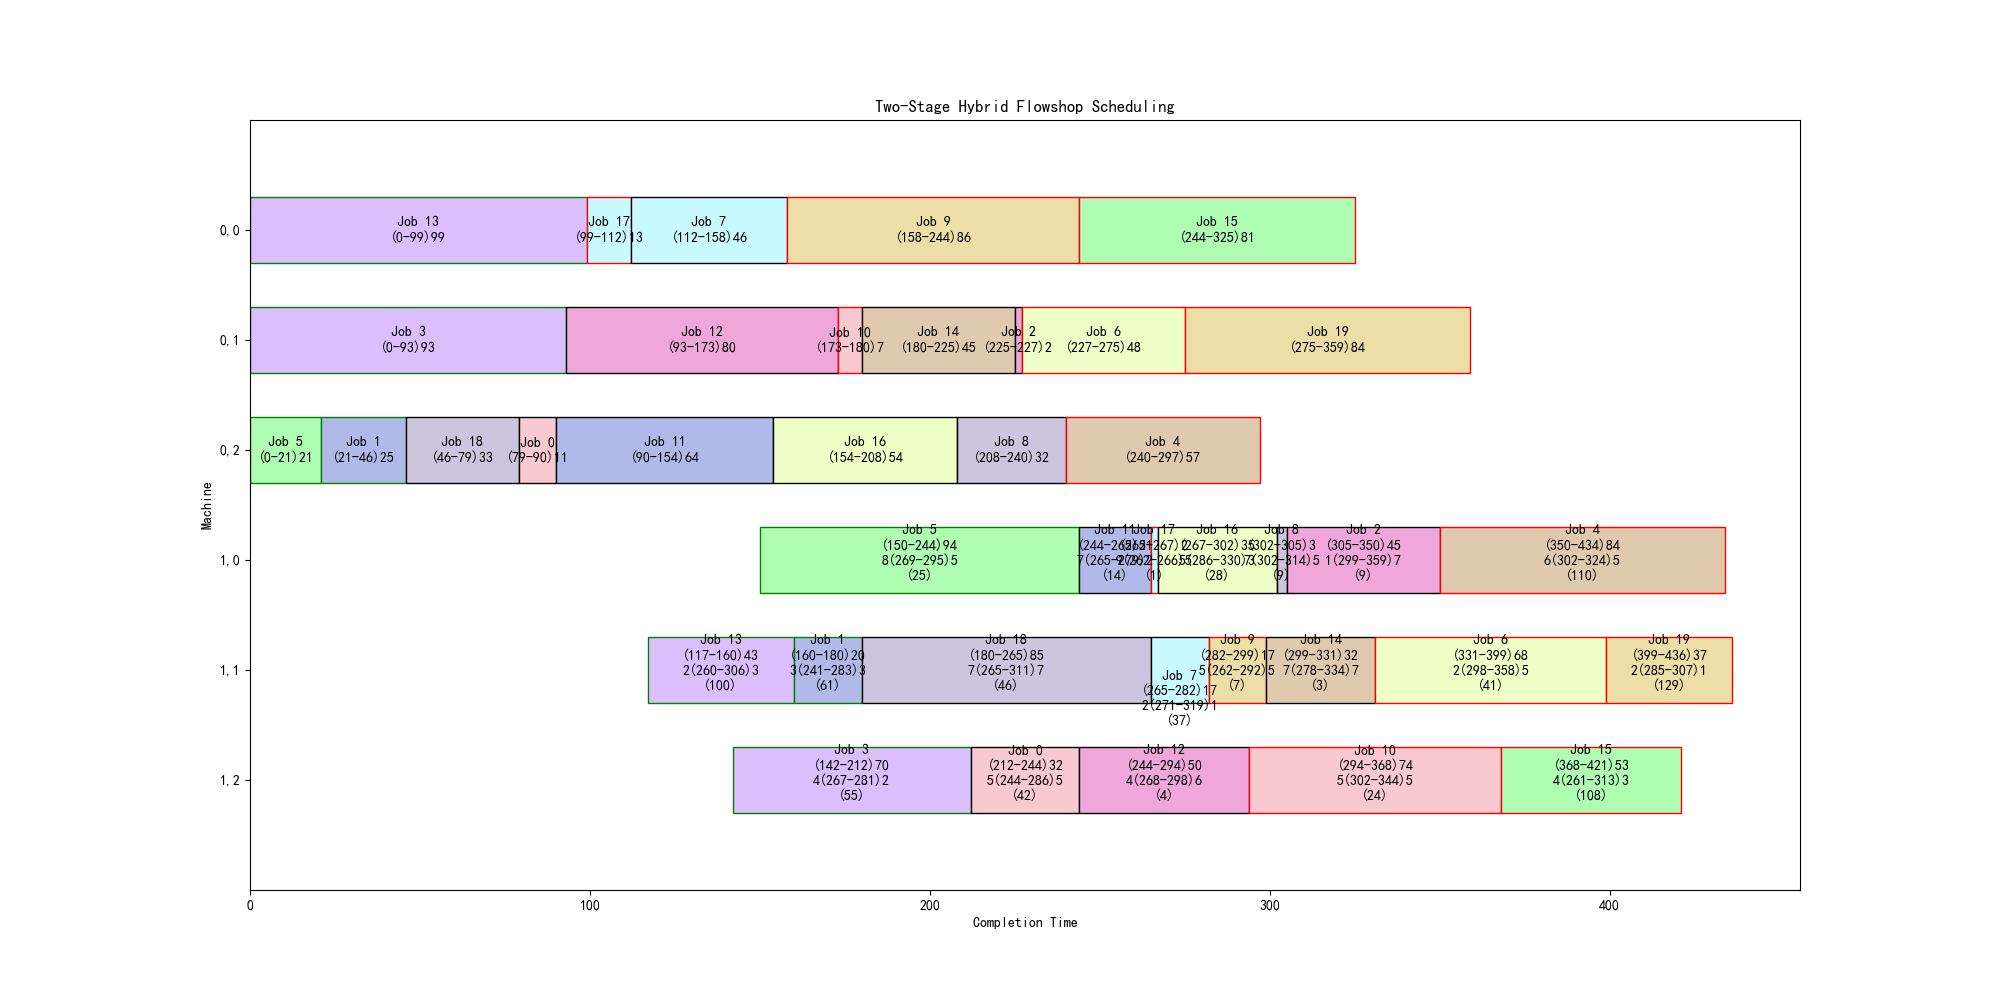 Two-Stage Hybrid Flowshop Scheduling
Machine
0,0
Job 13
(0-99)99
Job 17
(99-112)13
Job 7
(112-158)46
Job 9
(158-244)86
Job 15
(244-325)81
0,1
Job 3
(0-93)93
Job 12
(93-173)80
Job 10
(173-180)7
Job 14
(180-225)45
Job 2
(225-227)2
Job 6
(227-275)48
Job 19
(275-359)84
0,2
Job 5
(0-21)21
Job 1
(21-46)25
Job 18
(46-79)33
Job 0
(79-90)11
Job 11
(90-154)64
Job 16
(154-208)54
Job 8
(208-240)32
Job 4
(240-297)57
1,0
Job 5
(150-244)94
8(269-295)5
(25)
Job 11
(14)
Job 17
(1)
Job 16
(267-302)35
(28)
Job 8
(302-305)3
7(302-314)5
(9)
Job 2
(305-350)45
1(299-359)7
(9)
Job 4
(350-434)84
6(302-324)5
(110)
1,1
Job 13
(117-160)43
2(260-306)3
(100)
Job 1
(160-180)20
3(241-283)3
(61)
Job 18
(180-265)85
7(265-311)7
(46)
Job 7
(265-282)17
2(271-319)1
(37)
Job 9
(282-299)17
5(262-292)5
(7)
Job 14
(299-331)32
7(278-334)7
(3)
Job 6
(331-399)68
2(298-358)5
(41)
Job 19
(399-436)37
2(285-307)1
(129)
1,2
Job 3
(142-212)70
4(267-281)2
(55)
Job 0
(212-244)32
5(244-286)5
(42)
Job 12
(244-294)50
4(268-298)6
(4)
Job 10
(294-368)74
5(302-344)5
(24)
Job 15
(368-421)53
4(261-313)3
(108)
0
100
200
300
400
Completion Time